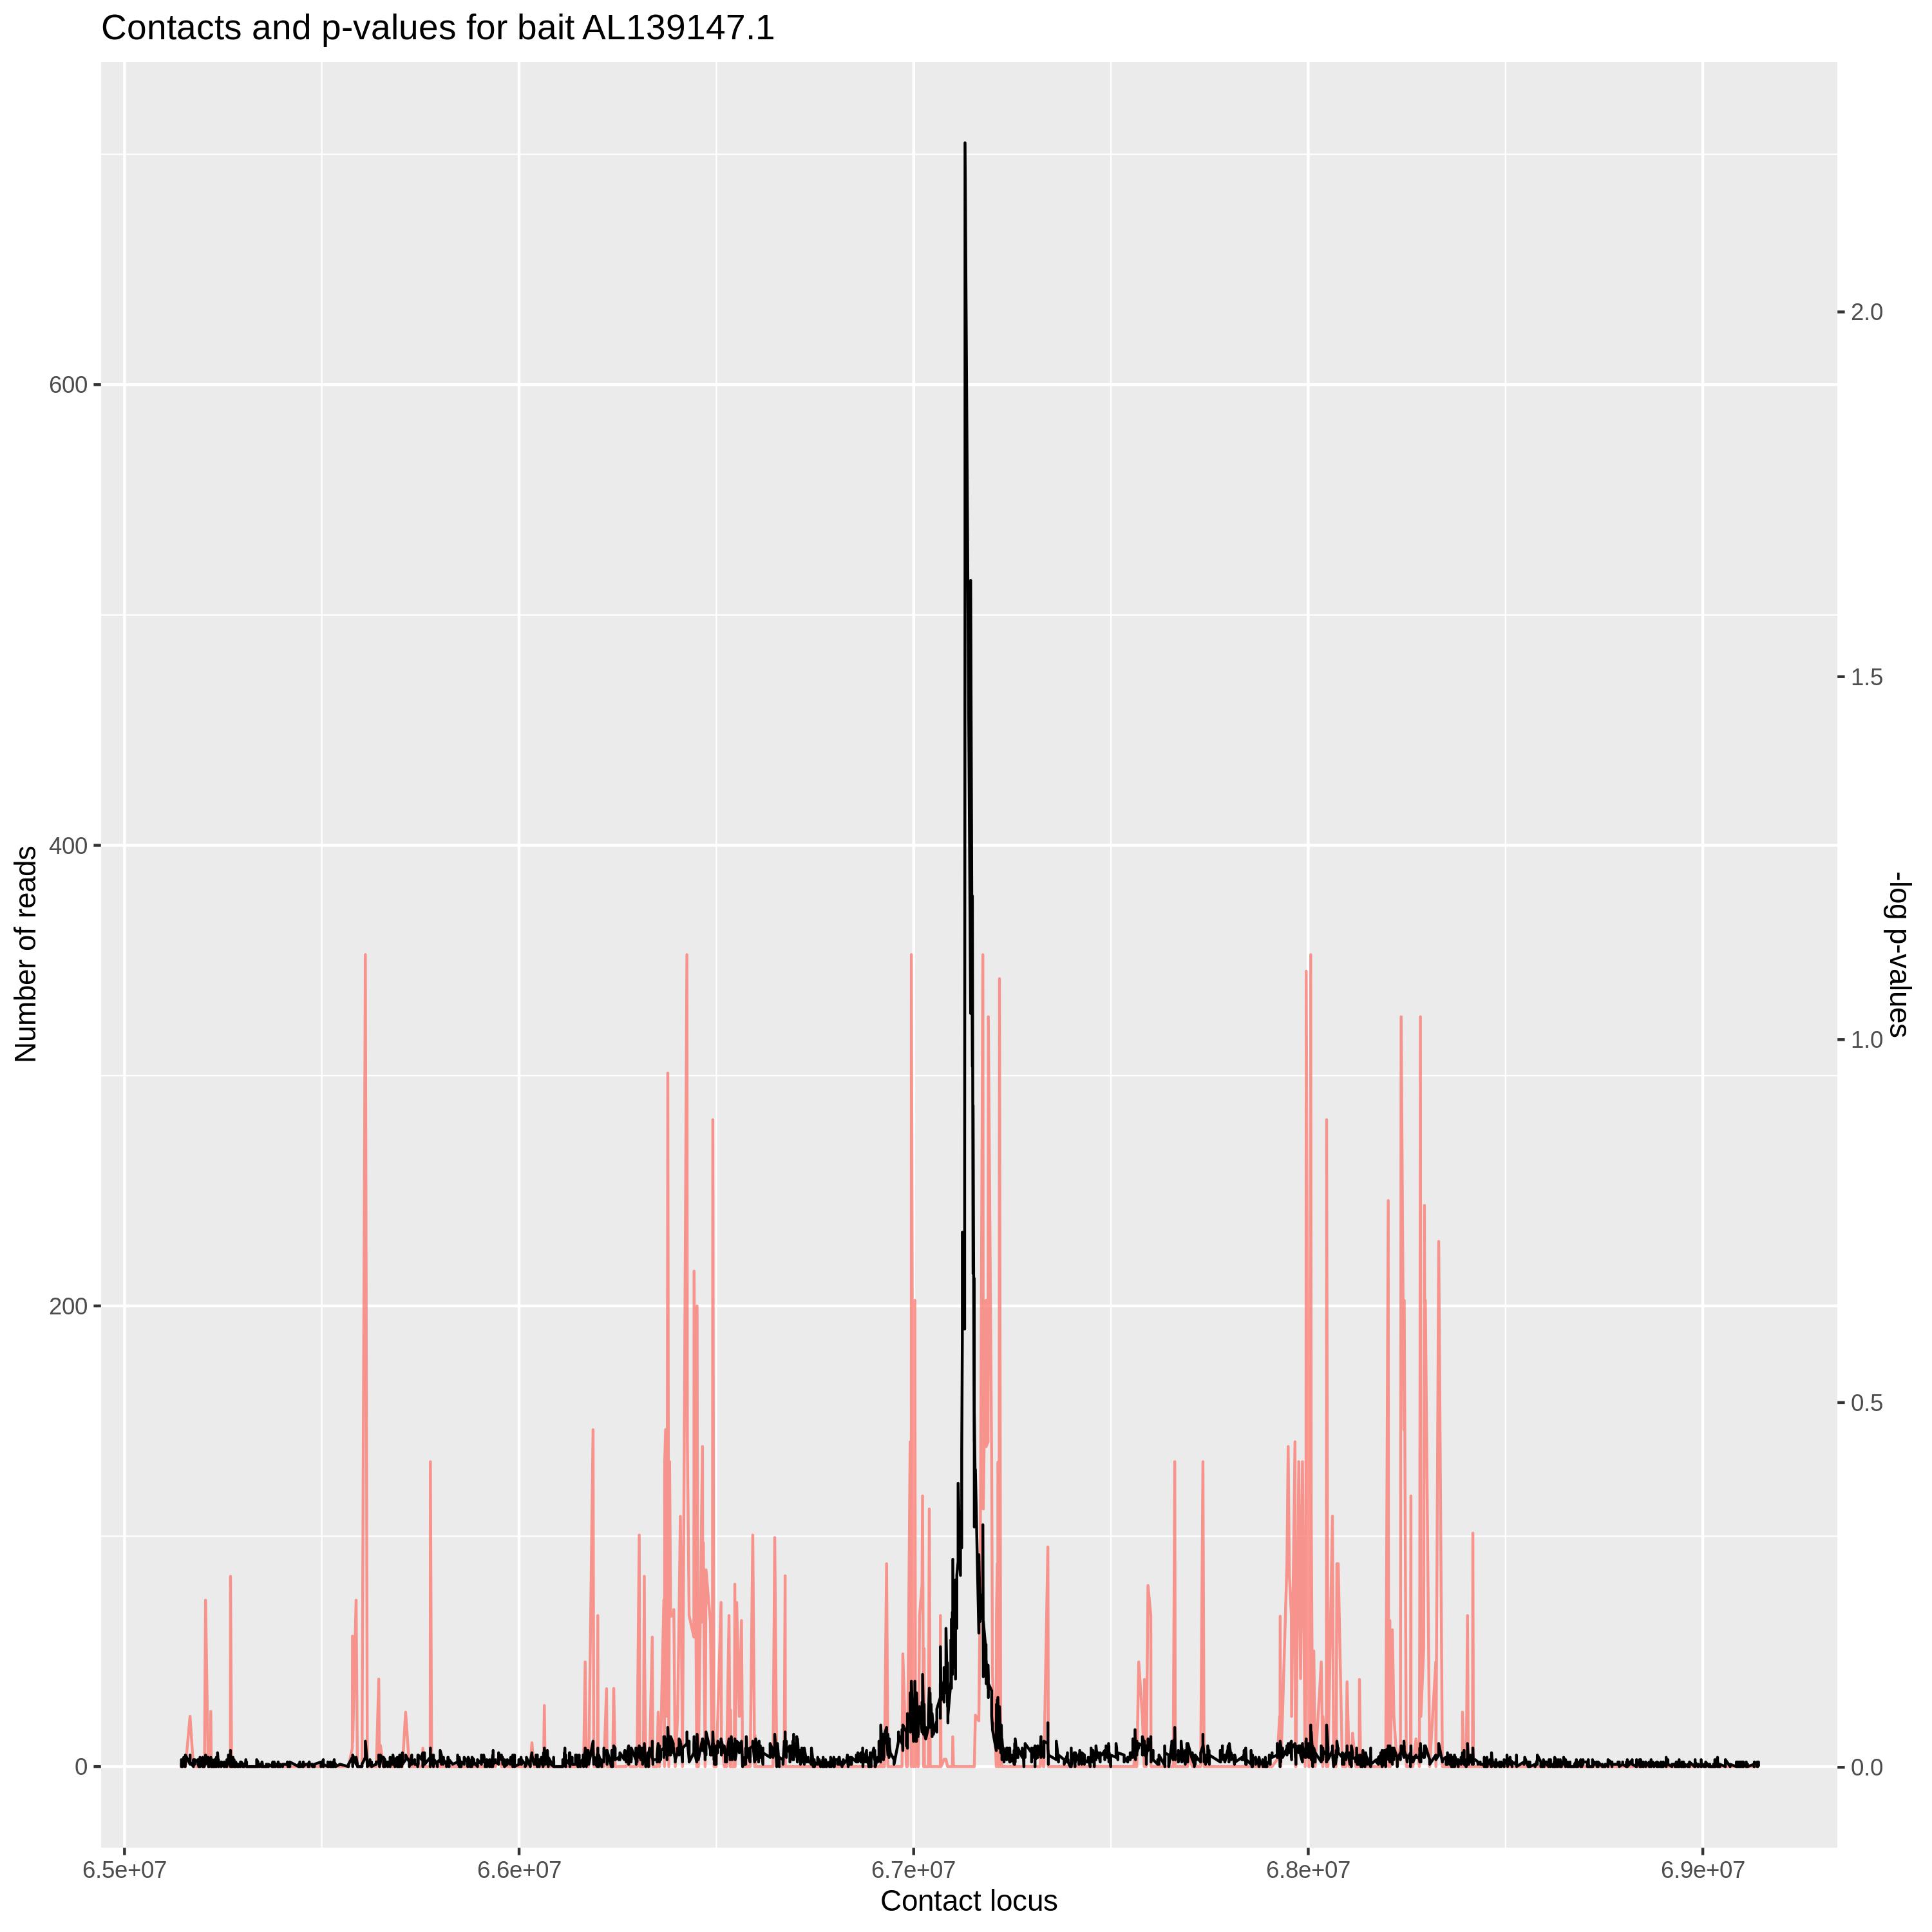 Contacts and p-values for bait AL139147.1
Number of reads
600
400
200
0
2.0
1.5
1.0
0.5
0.0
-log p-values
6.5e+07
6.6e+07
6.7e+07
6.8e+07
6.9e+07
Contact locus